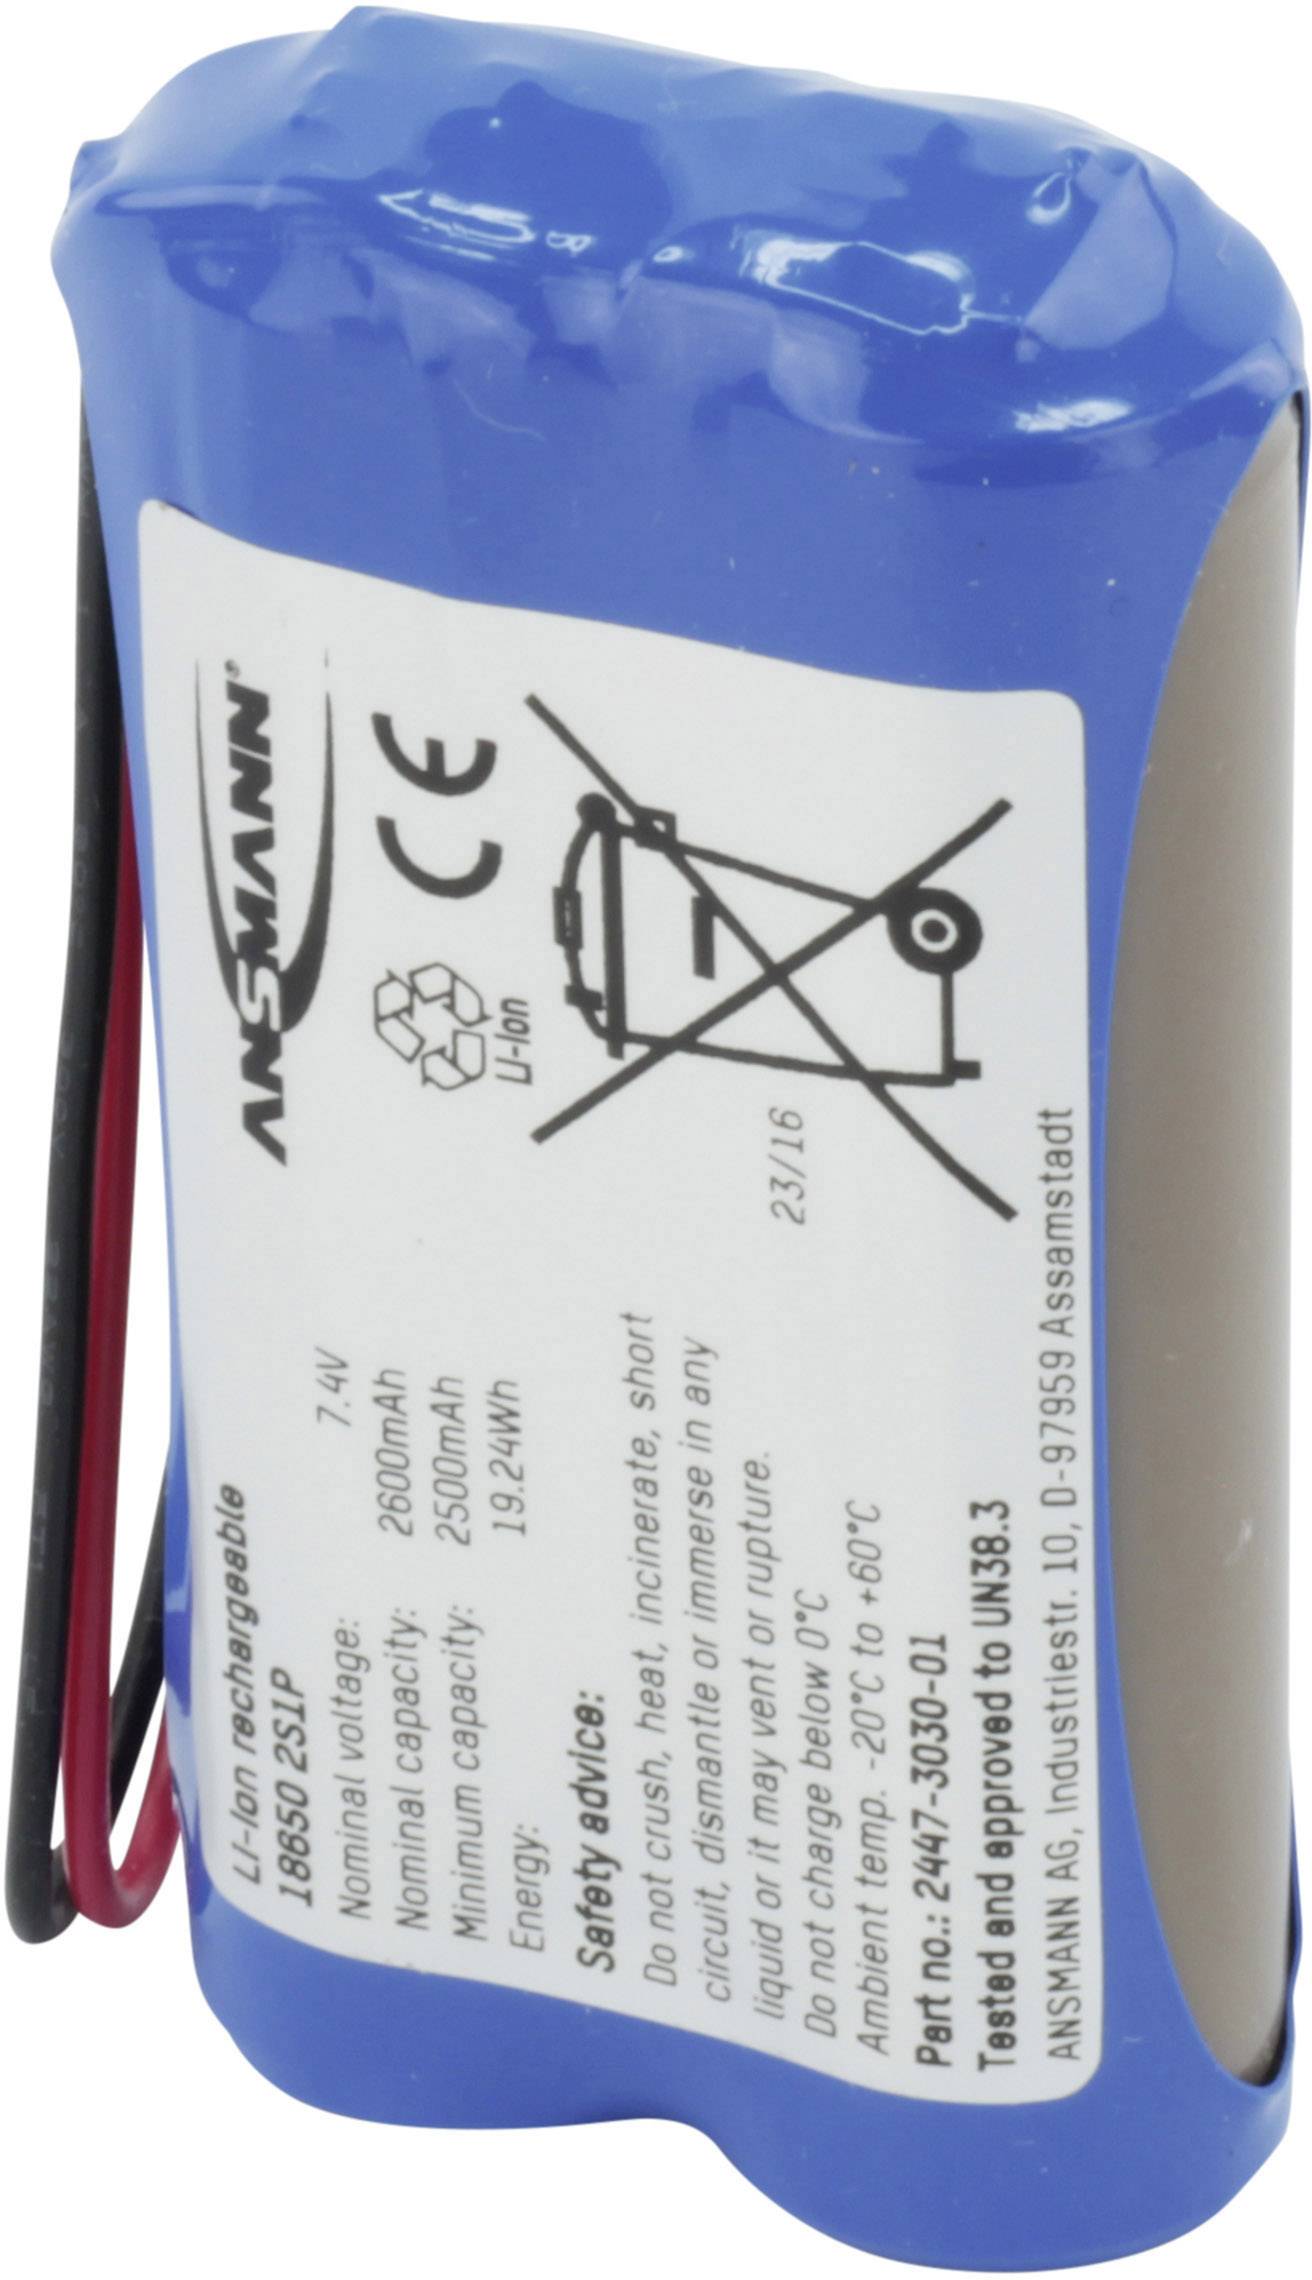 ANSMANN®
CE
Li-Ion
Li-Ion rechargeable
18650 2S1P
Nominal voltage: 7.4V
Nominal capacity: 2600mAh
Minimum capacity: 2500mAh
Energy: 19.24Wh
Safety advice:
Do not crush, heat, incinerate, short
circuit, dismantle or immerse in any
liquid or it may vent or rupture.
Do not charge below 0°C
Ambient temp. -20°C to +60°C
23/16
Part no.: 2447-3030-01
Tested and approved to UN38.3
ANSMANN AG, Industriestr. 10, D-97959 Assamstadt